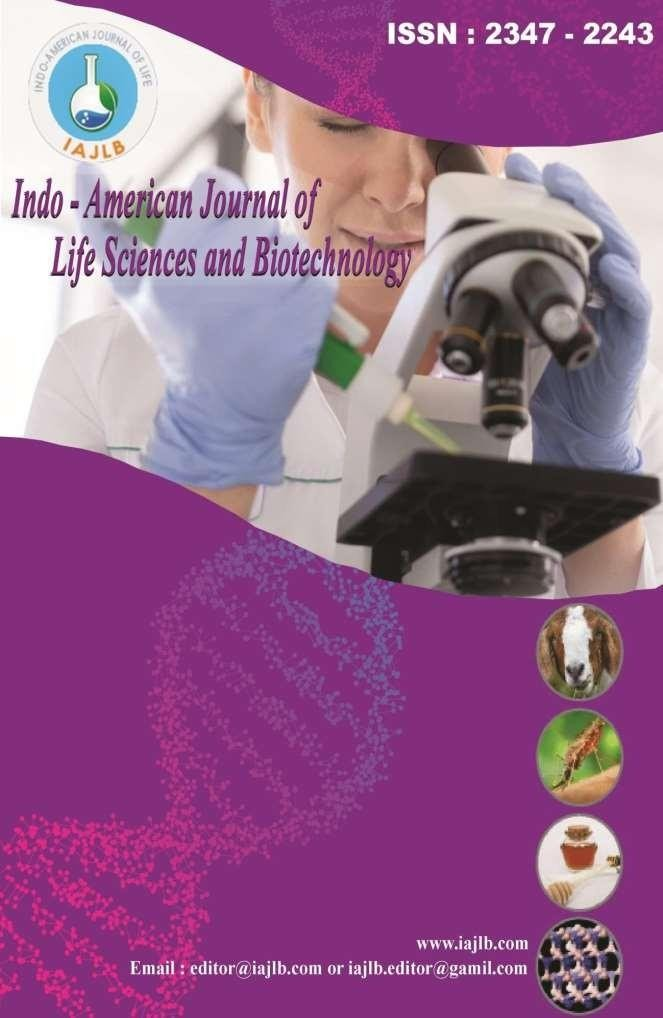 ISSN : 2347 - 2243
INDO-AMERICAN JOURNAL OF LIFE
IAJLB
Indo - American Journal of
Life Sciences and Biotechnology
www.iajlb.com
Email : editor@iajlb.com or iajlb.editor@gamil.com